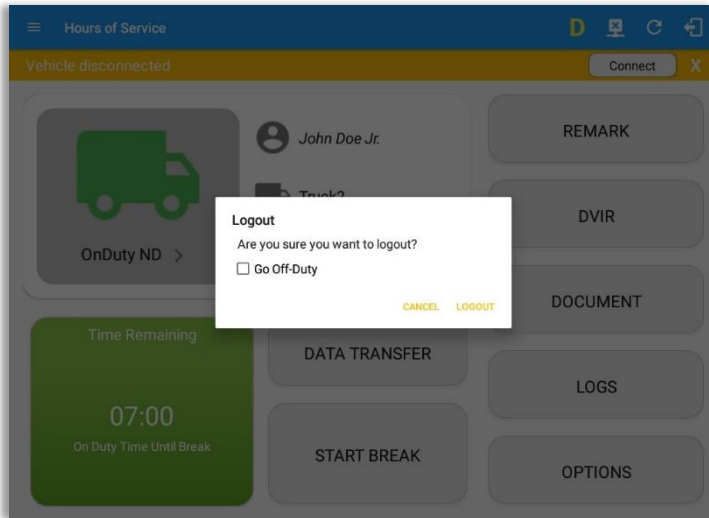 Hours of Service
D
Vehicle disconnected
Connect
X
John Doe Jr.
OnDuty ND >
REMARK
DVIR
Logout
Are you sure you want to logout?
Go Off-Duty
CANCEL LOGOUT
DOCUMENT
Time Remaining
07:00
On Duty Time Until Break
DATA TRANSFER
START BREAK
LOGS
OPTIONS